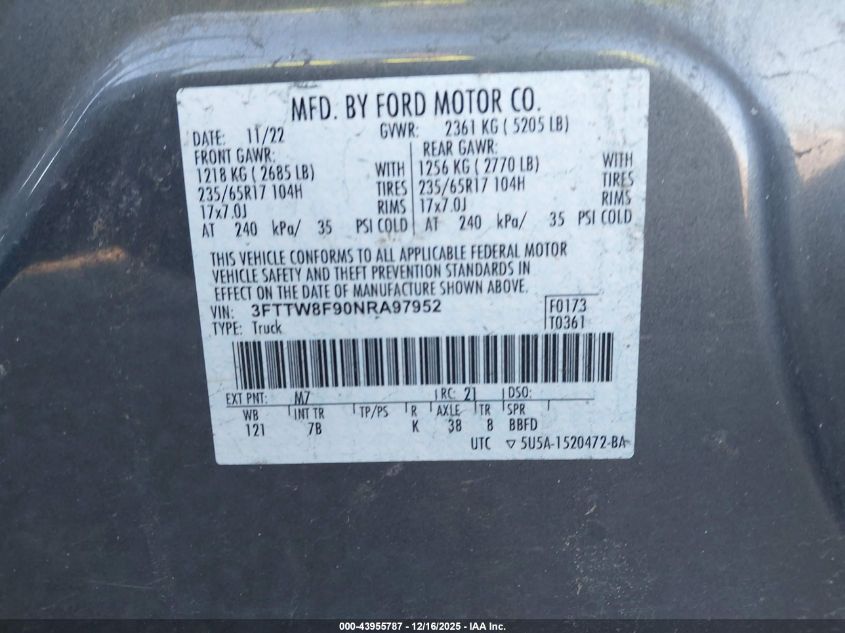 MFD. BY FORD MOTOR CO.
DATE: 11/22 GVWR: 2361 KG ( 5205 LB)
FRONT GAWR: REAR GAWR:
1218 KG ( 2685 LB) WITH 1256 KG ( 2770 LB) WITH
235/65R17 104H TIRES 235/65R17 104H TIRES
17x7.0J RIMS 17x7.0J RIMS
AT 240 kPa/ 35 PSI COLD AT 240 kPa/ 35 PSI COLD
THIS VEHICLE CONFORMS TO ALL APPLICABLE FEDERAL MOTOR
VEHICLE SAFETY AND THEFT PREVENTION STANDARDS IN
EFFECT ON THE DATE OF MANUFACTURE SHOWN ABOVE.
VIN: 3FTTW8F90NRA97952 F0173
TYPE: Truck T0361
EXT PNT: M7 RC: 21 DSO:
WB INT TR TP/PS R AXLE TR SPR
121 7B K 38 8 BBFD
UTC ▽ 5U5A-1520472-BA
000-43955787 - 12/16/2025 - IAA Inc.